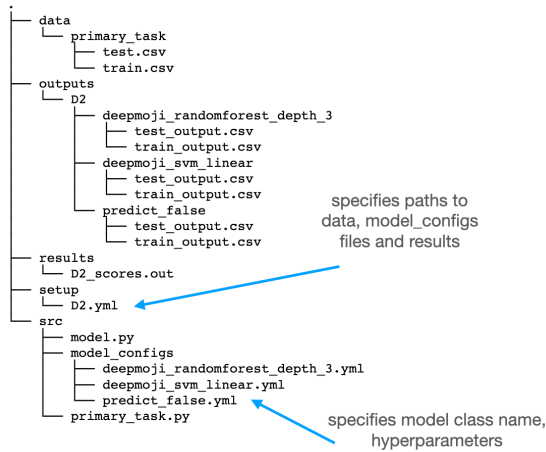 .
data
primary_task
test.csv
train.csv
outputs
D2
deepmoji_randomforest_depth_3
test_output.csv
train_output.csv
deepmoji_svm_linear
test_output.csv
train_output.csv
predict_false
test_output.csv
train_output.csv
results
D2_scores.out
setup
D2.yml
src
model.py
model_configs
deepmoji_randomforest_depth_3.yml
deepmoji_svm_linear.yml
predict_false.yml
primary_task.py
specifies paths to
data, model_configs
files and results
specifies model class name,
hyperparameters